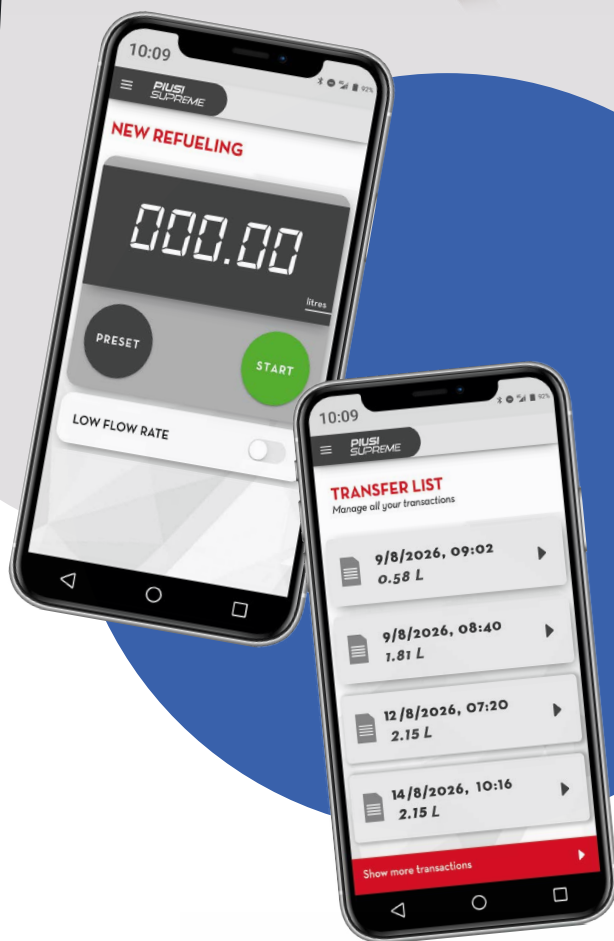 10:09
92%
PIUSI
SUPREME
NEW REFUELING
000.00
litres
PRESET
START
LOW FLOW RATE
10:09
92%
PIUSI
SUPREME
TRANSFER LIST
Manage all your transactions
9/8/2026, 09:02
0.58 L
9/8/2026, 08:40
1.81 L
12/8/2026, 07:20
2.15 L
14/8/2026, 10:16
2.15 L
Show more transactions